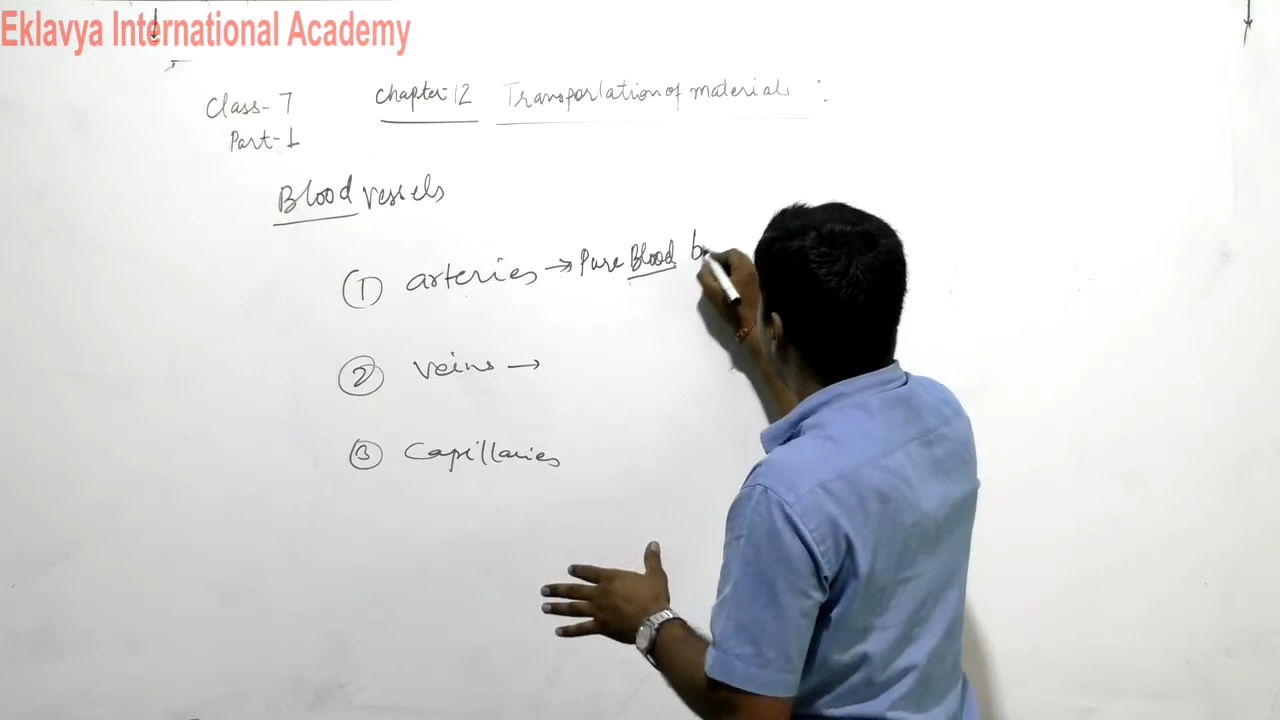 Eklavya International Academy
Class-7 Chapter-12 Transportation of materials :
Part-1
Blood vessels
① arteries → Pure Blood b
② veins →
③ Capillaries